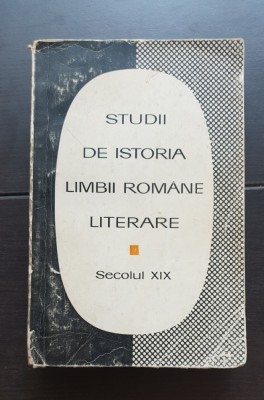 STUDII
DE ISTORIA
LIMBII ROMÂNE
LITERARE
Secolul XIX